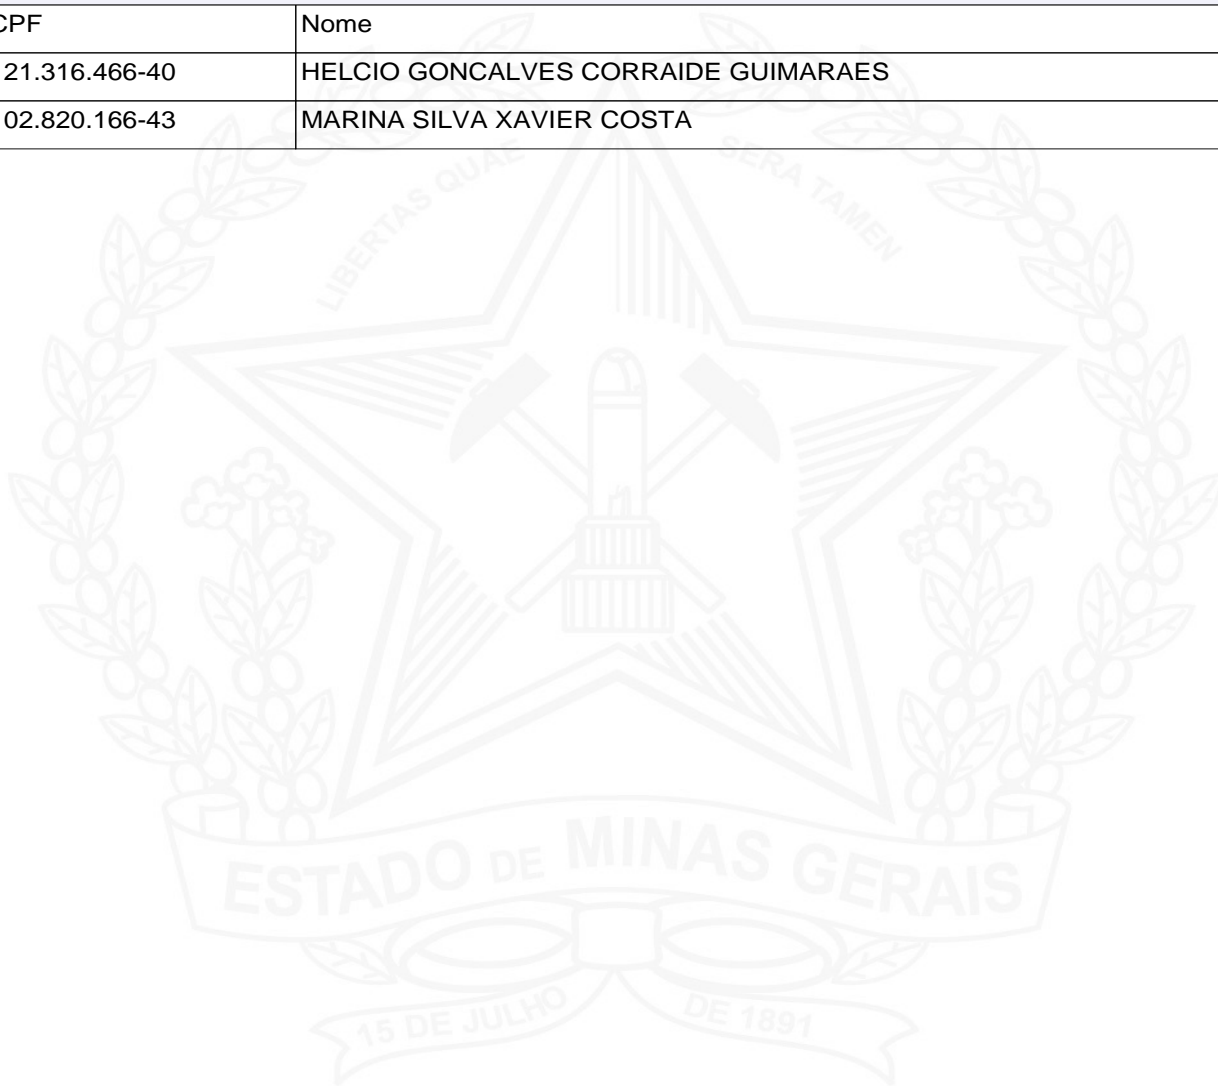 CPF Nome
21.316.466-40 HELCIO GONCALVES CORRAIDE GUIMARAES
02.820.166-43 MARINA SILVA XAVIER COSTA
LIBERTAS QUAE SERA TAMEN
ESTADO DE MINAS GERAIS
15 DE JULHO DE 1891